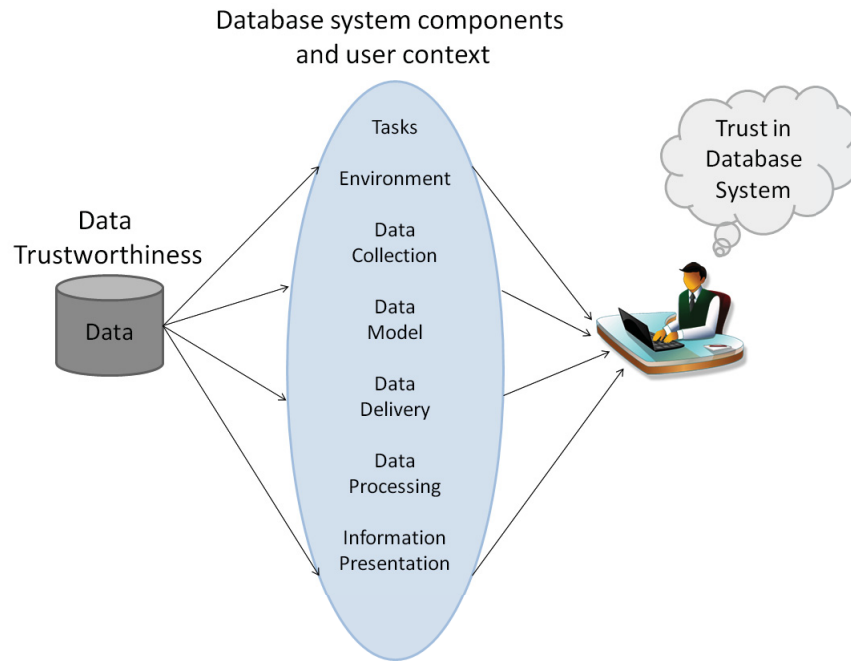 Database system components
and user context
Tasks
Environment
Data
Collection
Data
Model
Data
Delivery
Data
Processing
Information
Presentation
Data
Trustworthiness
Data
Trust in
Database
System